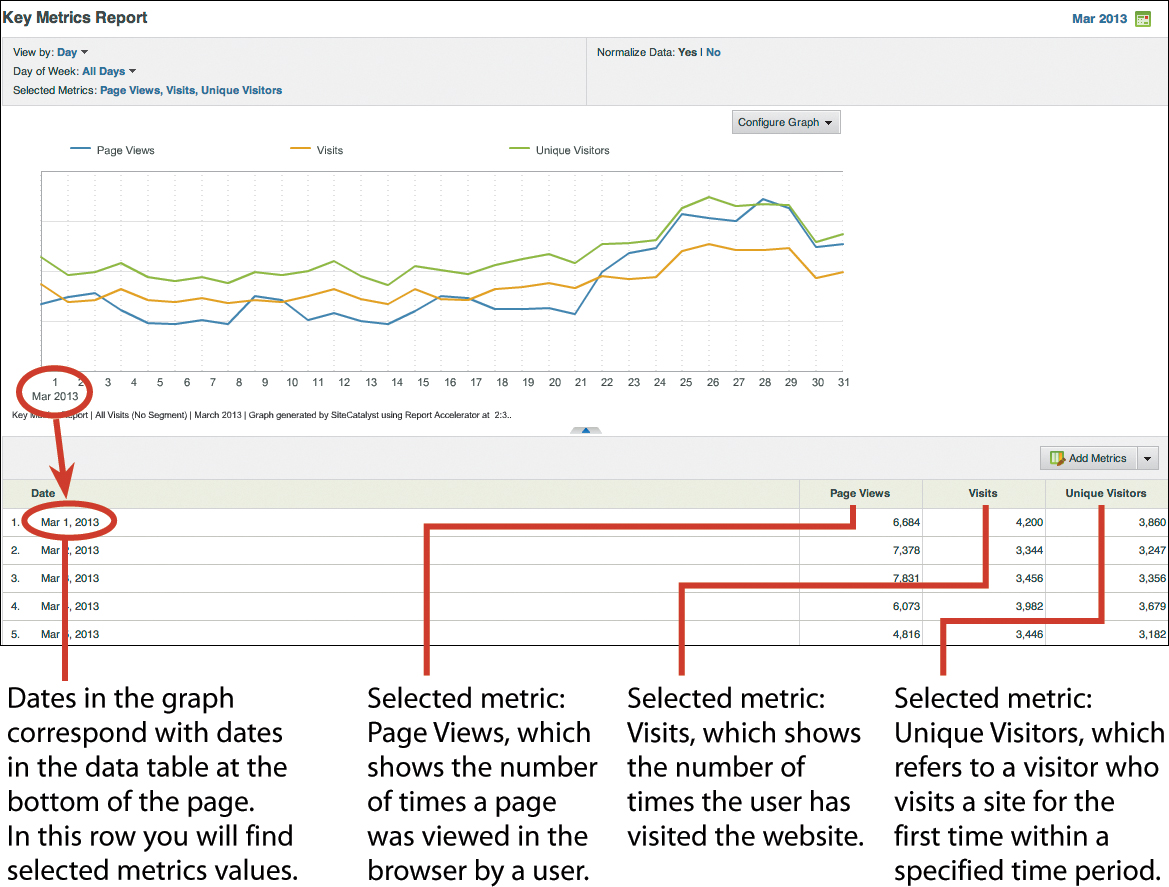 Key Metrics Report
Mar 2013
View by: Day
Day of Week: All Days
Selected Metrics: Page Views, Visits, Unique Visitors
Normalize Data: Yes | No
Configure Graph
Page Views Visits Unique Visitors
1 2 3 4 5 6 7 8 9 10 11 12 13 14 15 16 17 18 19 20 21 22 23 24 25 26 27 28 29 30 31
Mar 2013
Key Report | All Visits (No Segment) | March 2013 | Graph generated by SiteCatalyst using Report Accelerator at 2:3..
Add Metrics
Date Page Views Visits Unique Visitors
1. Mar 1, 2013 6,684 4,200 3,860
2. Mar 2, 2013 7,378 3,344 3,247
3. Mar 3, 2013 7,831 3,456 3,356
4. Mar 4, 2013 6,073 3,982 3,679
5. Mar 5, 2013 4,816 3,446 3,182
Dates in the graph
correspond with dates
in the data table at the
bottom of the page.
In this row you will find
selected metrics values.
Selected metric:
Page Views, which
shows the number
of times a page
was viewed in the
browser by a user.
Selected metric:
Visits, which shows
the number of
times the user has
visited the website.
Selected metric:
Unique Visitors, which
refers to a visitor who
visits a site for the
first time within a
specified time period.